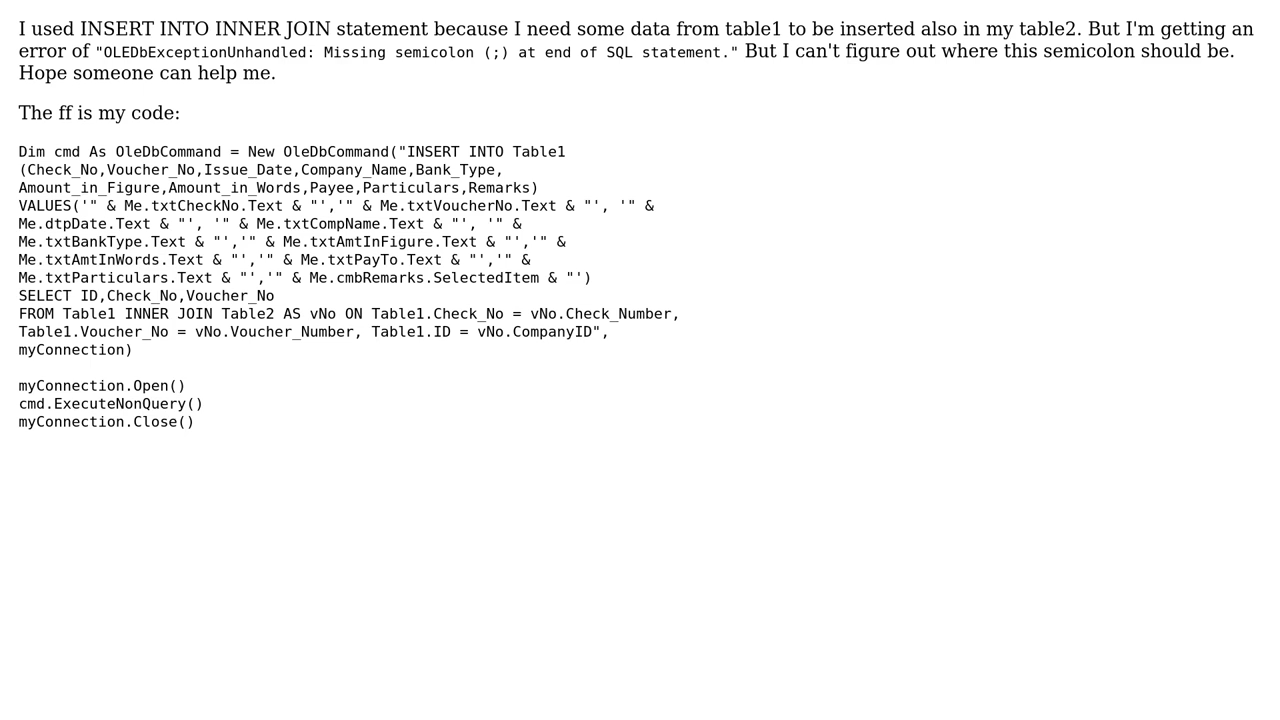 I used INSERT INTO INNER JOIN statement because I need some data from table1 to be inserted also in my table2. But I'm getting an
error of "OLEDbExceptionUnhandled: Missing semicolon (;) at end of SQL statement." But I can't figure out where this semicolon should be.
Hope someone can help me.
The ff is my code:
Dim cmd As OleDbCommand = New OleDbCommand("INSERT INTO Table1
(Check_No,Voucher_No,Issue_Date,Company_Name,Bank_Type,
Amount_in_Figure,Amount_in_Words,Payee,Particulars,Remarks)
VALUES('" & Me.txtCheckNo.Text & "','" & Me.txtVoucherNo.Text & "', '" &
Me.dtpDate.Text & "', '" & Me.txtCompName.Text & "', '" &
Me.txtBankType.Text & "','" & Me.txtAmtInFigure.Text & "','" &
Me.txtAmtInWords.Text & "','" & Me.txtPayTo.Text & "','" &
Me.txtParticulars.Text & "','" & Me.cmbRemarks.SelectedItem & "')
SELECT ID,Check_No,Voucher_No
FROM Table1 INNER JOIN Table2 AS vNo ON Table1.Check_No = vNo.Check_Number,
Table1.Voucher_No = vNo.Voucher_Number, Table1.ID = vNo.CompanyID",
myConnection)
myConnection.Open()
cmd.ExecuteNonQuery()
myConnection.Close()